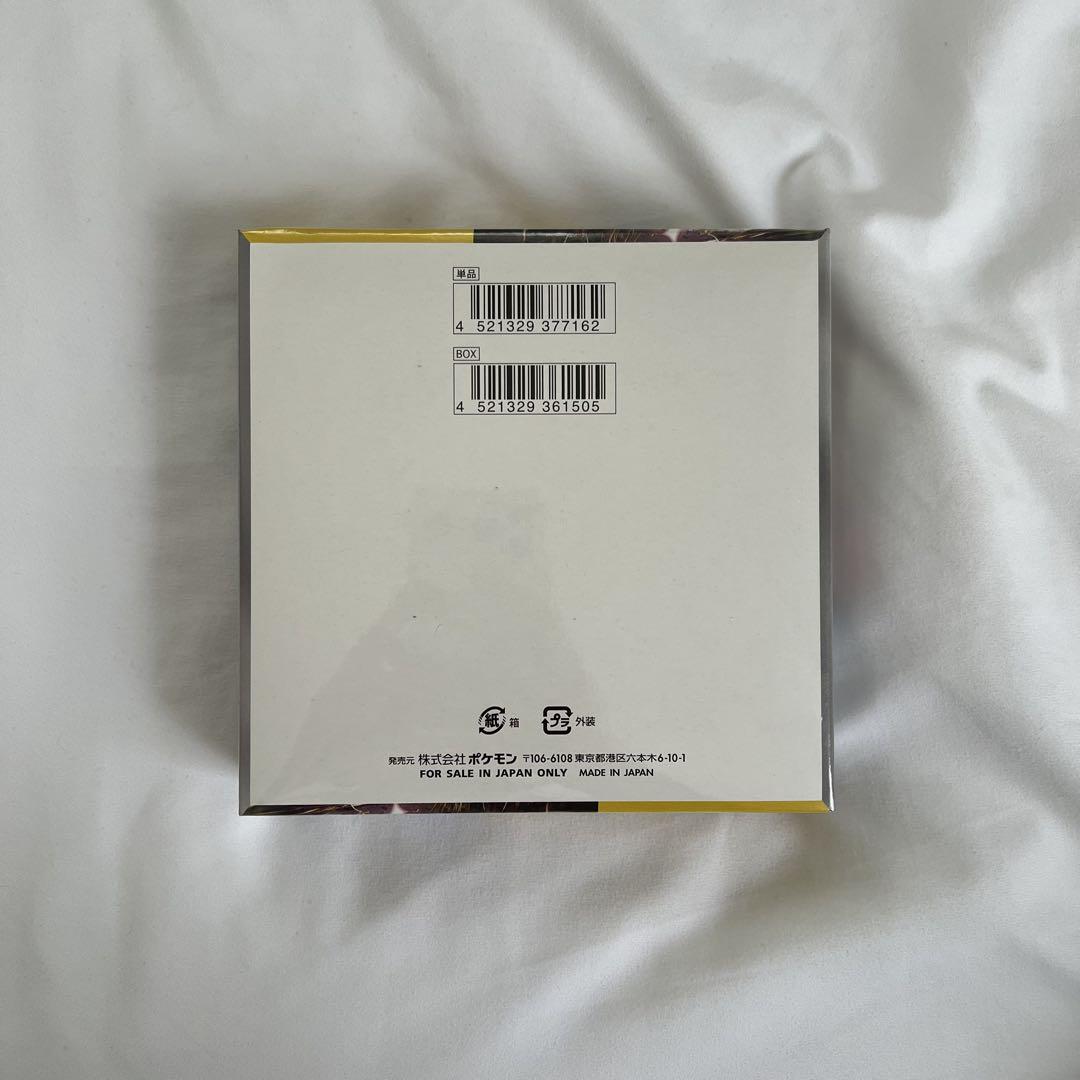 単品
4 521329 377162
BOX
4 521329 361505
紙 箱 プラ 外装
発売元 株式会社 ポケモン 〒106-6108 東京都港区六本木6-10-1
FOR SALE IN JAPAN ONLY MADE IN JAPAN